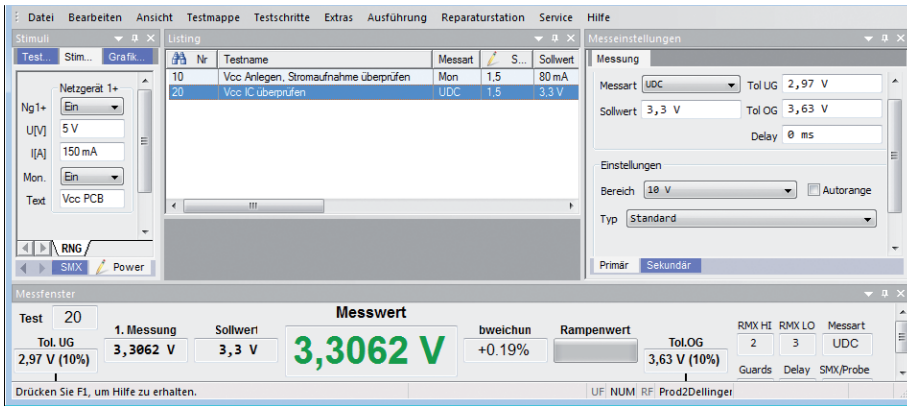 Datei Bearbeiten Ansicht Testmappe Testschritte Extras Ausführung Reparaturstation Service Hilfe
Stimuli
Test... Stim... Grafik...
Netzgerät 1+
Ng1+ Ein
U[V] 5 V
I[A] 150 mA
Mon. Ein
Text Vcc PCB
RNG
SMX Power
Listing
Nr Testname Messart S... Sollwert
10 Vcc Anlegen, Stromaufnahme überprüfen Mon 1,5 80 mA
20 Vcc IC überprüfen UDC 1,5 3,3 V
Messeinstellungen
Messung
Messart UDC Tol UG 2,97 V
Sollwert 3,3 V Tol OG 3,63 V
Delay 0 ms
Einstellungen
Bereich 10 V Autorange
Typ Standard
Primär Sekundär
Messfenster
Test 20
Tol. UG
2,97 V (10%)
1. Messung
3,3062 V
Sollwert
3,3 V
Messwert
3,3062 V
bweichun
+0.19%
Rampenwert
Tol.OG
3,63 V (10%)
RMX HI RMX LO Messart
2 3 UDC
Guards Delay SMX/Probe
Drücken Sie F1, um Hilfe zu erhalten.
UF NUM RF Prod2Dellinger